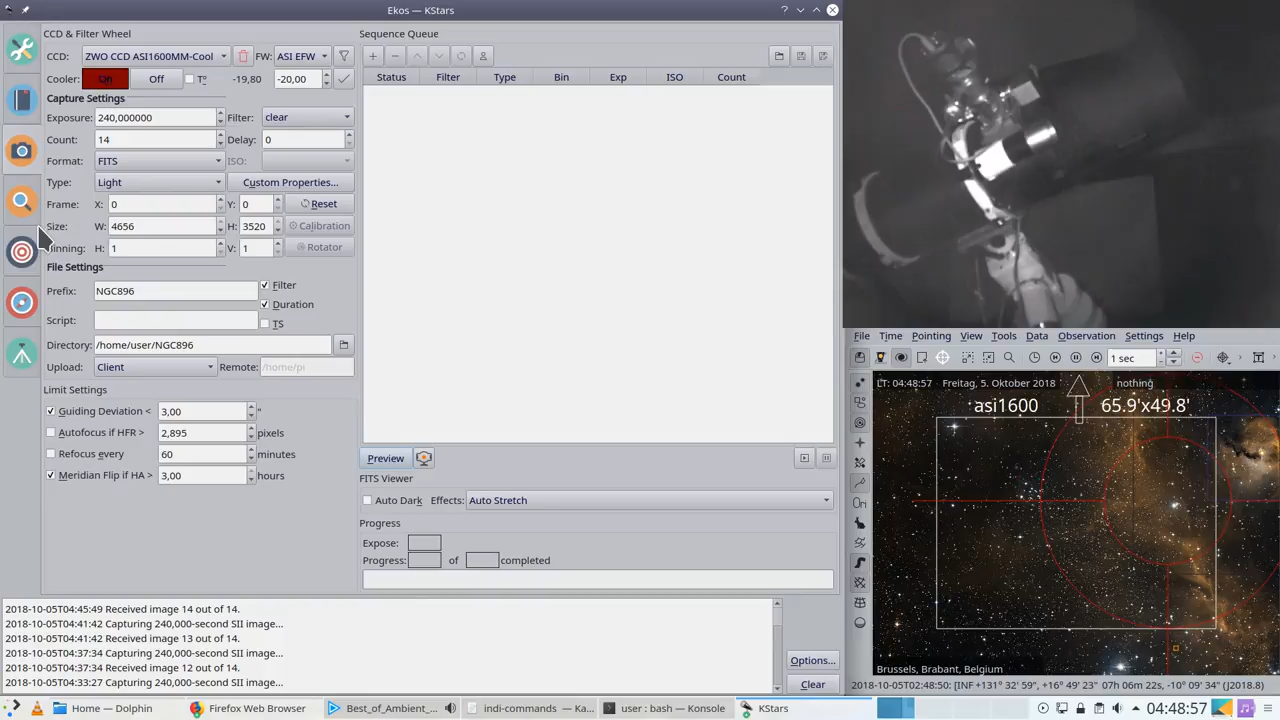 Ekos — KStars
CCD & Filter Wheel
CCD: ZWO CCD ASI1600MM-Cool FW: ASI EFW
Cooler: On Off T° -19,80 -20,00
Capture Settings
Exposure: 240,000000 Filter: clear
Count: 14 Delay: 0
Format: FITS ISO:
Type: Light Custom Properties...
Frame: X: 0 Y: 0 Reset
Size: W: 4656 H: 3520 Calibration
Binning: H: 1 V: 1 Rotator
File Settings
Prefix: NGC896 Filter
Duration
Script: TS
Directory: /home/user/NGC896
Upload: Client Remote: /home/pi
Limit Settings
Guiding Deviation < 3,00 "
Autofocus if HFR > 2,895 pixels
Refocus every 60 minutes
Meridian Flip if HA > 3,00 hours
Sequence Queue
Status Filter Type Bin Exp ISO Count
Preview
FITS Viewer
Auto Dark Effects: Auto Stretch
Progress
Expose:
Progress: of completed
2018-10-05T04:45:49 Received image 14 out of 14.
2018-10-05T04:41:42 Capturing 240,000-second SII image...
2018-10-05T04:41:42 Received image 13 out of 14.
2018-10-05T04:37:34 Capturing 240,000-second SII image...
2018-10-05T04:37:34 Received image 12 out of 14.
2018-10-05T04:33:27 Capturing 240,000-second SII image...
Options...
Clear
File Time Pointing View Tools Data Observation Settings Help
1 sec
LT: 04:48:57 Freitag, 5. Oktober 2018 nothing
asi1600 65.9'x49.8'
Brussels, Brabant, Belgium
2018-10-05T02:48:50: [INF +131° 32' 59", +16° 49' 23" 07h 06m 22s, -10° 09' 34" (J2018.8)
Home — Dolphin Firefox Web Browser Best_of_Ambient_... indi-commands — Ka... user : bash — Konsole KStars 04:48:57